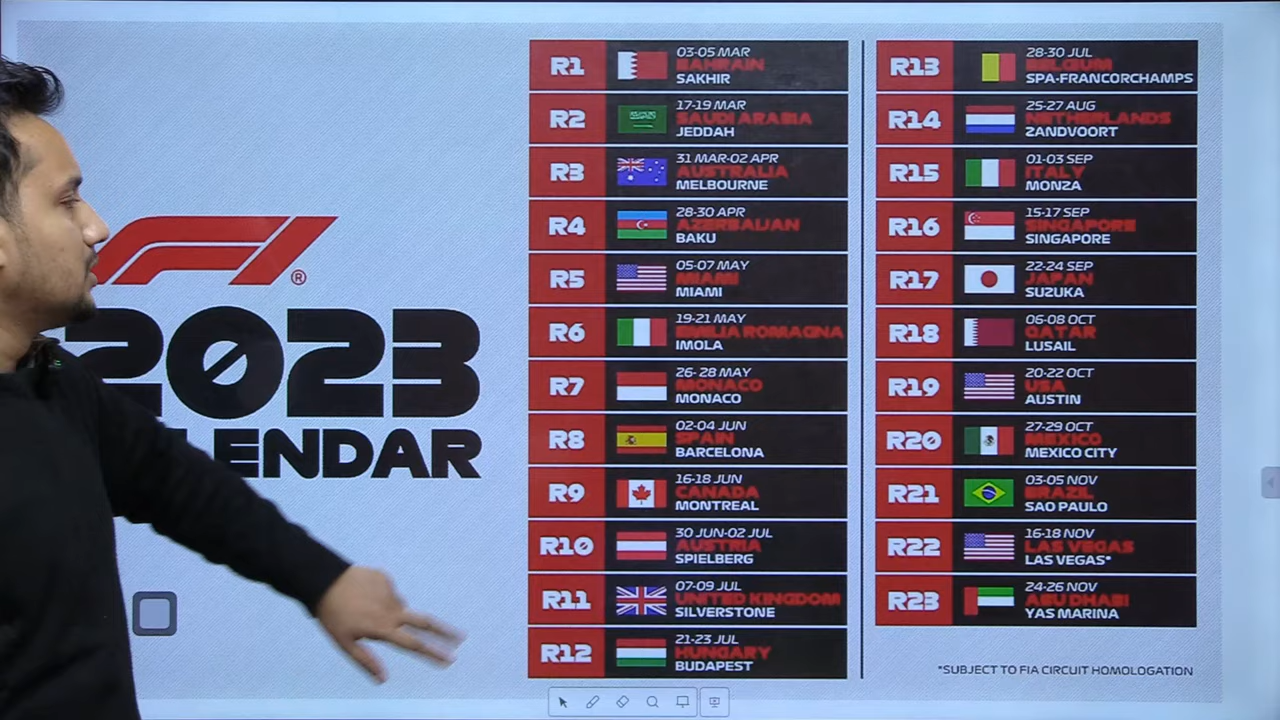 ®
2023
LENDAR
R1
03-05 MAR
BAHRAIN
SAKHIR
R2
17-19 MAR
SAUDI ARABIA
JEDDAH
R3
31 MAR-02 APR
AUSTRALIA
MELBOURNE
R4
28-30 APR
AZERBAIJAN
BAKU
R5
05-07 MAY
MIAMI
MIAMI
R6
19-21 MAY
EMILIA ROMAGNA
IMOLA
R7
26-28 MAY
MONACO
MONACO
R8
02-04 JUN
SPAIN
BARCELONA
R9
16-18 JUN
CANADA
MONTREAL
R10
30 JUN-02 JUL
AUSTRIA
SPIELBERG
R11
07-09 JUL
UNITED KINGDOM
SILVERSTONE
R12
21-23 JUL
HUNGARY
BUDAPEST
R13
28-30 JUL
BELGIUM
SPA-FRANCORCHAMPS
R14
25-27 AUG
NETHERLANDS
ZANDVOORT
R15
01-03 SEP
ITALY
MONZA
R16
15-17 SEP
SINGAPORE
SINGAPORE
R17
22-24 SEP
JAPAN
SUZUKA
R18
06-08 OCT
QATAR
LUSAIL
R19
20-22 OCT
USA
AUSTIN
R20
27-29 OCT
MEXICO
MEXICO CITY
R21
03-05 NOV
BRAZIL
SAO PAULO
R22
16-18 NOV
LAS VEGAS
LAS VEGAS*
R23
24-26 NOV
ABU DHABI
YAS MARINA
*SUBJECT TO FIA CIRCUIT HOMOLOGATION